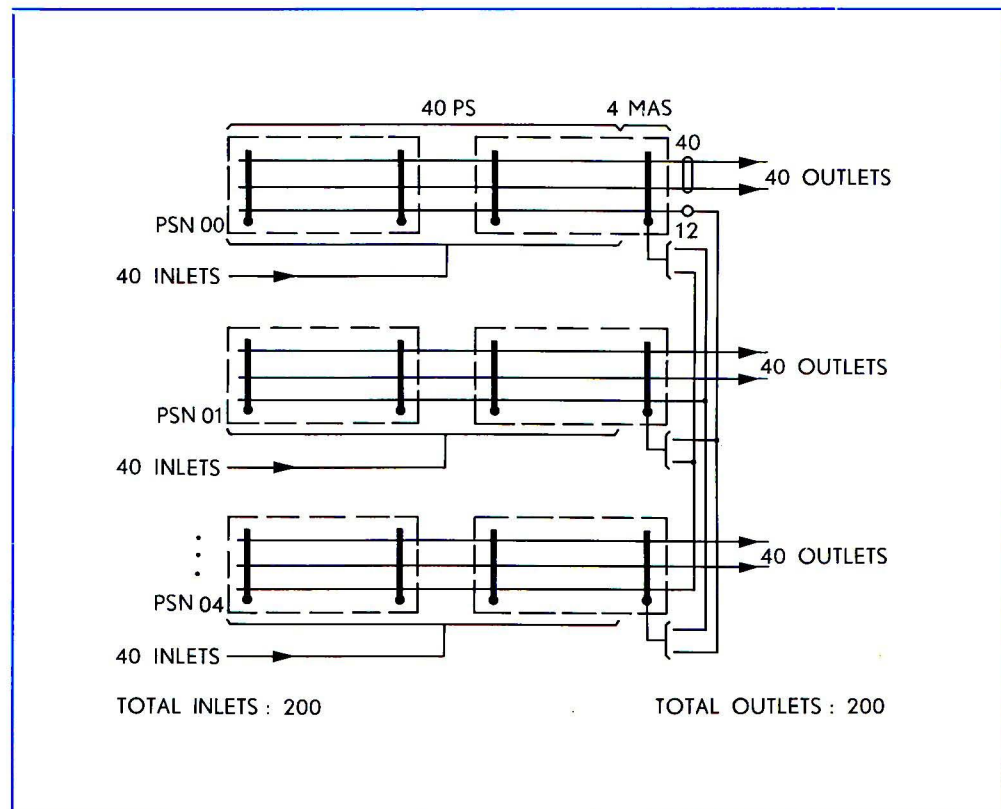 40 PS 4 MAS
40
40 OUTLETS
PSN 00
12
40 INLETS
40 OUTLETS
PSN 01
40 INLETS
40 OUTLETS
PSN 04
40 INLETS
TOTAL INLETS : 200 TOTAL OUTLETS : 200